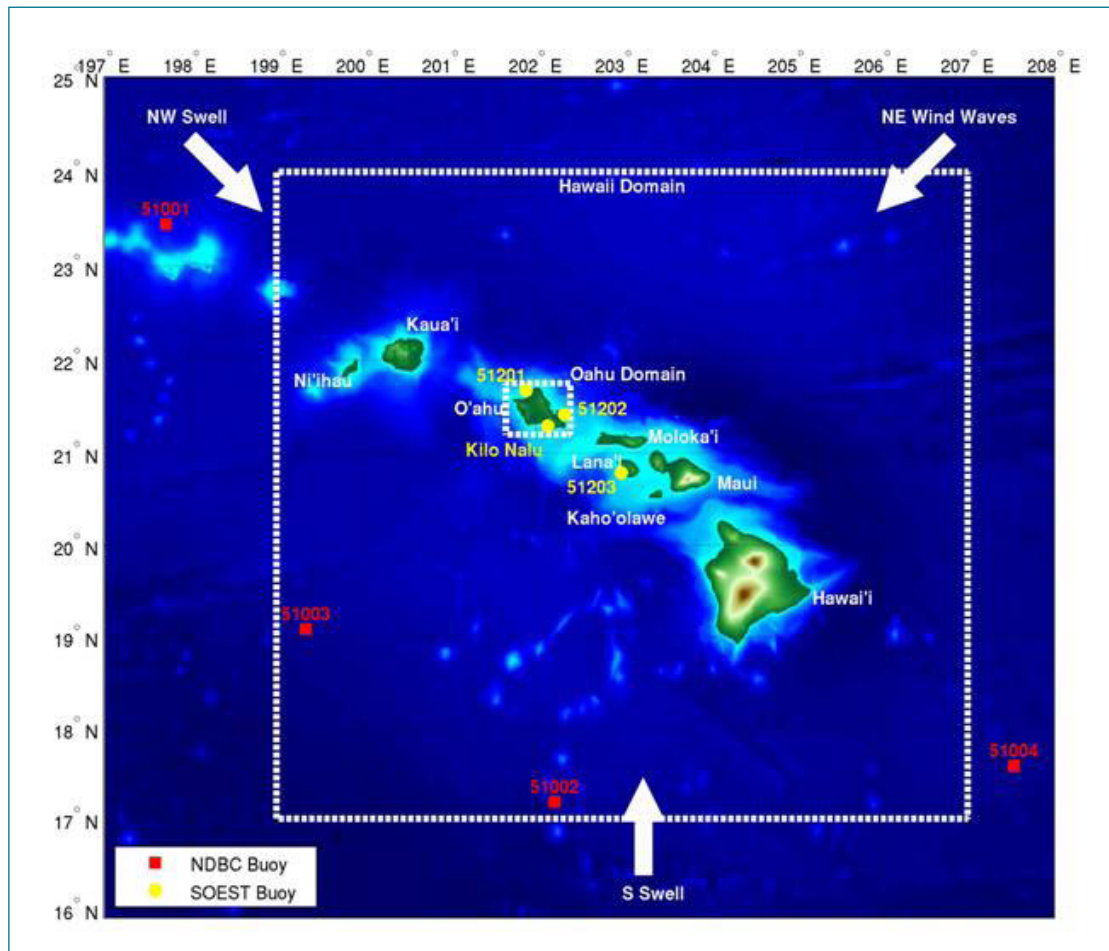 197° E 198° E 199° E 200° E 201° E 202° E 203° E 204° E 205° E 206° E 207° E 208° E
25° N
NW Swell
NE Wind Waves
24° N
Hawaii Domain
51001
23° N
Kaua'i
22° N
Ni'ihau
51201
Oahu Domain
O'ahu
51202
Kilo Nalu
Moloka'i
21° N
Lana'i
51203
Maui
Kaho'olawe
20° N
Hawai'i
51003
19° N
18° N
51004
51002
17° N
NDBC Buoy
SOEST Buoy
S Swell
16° N